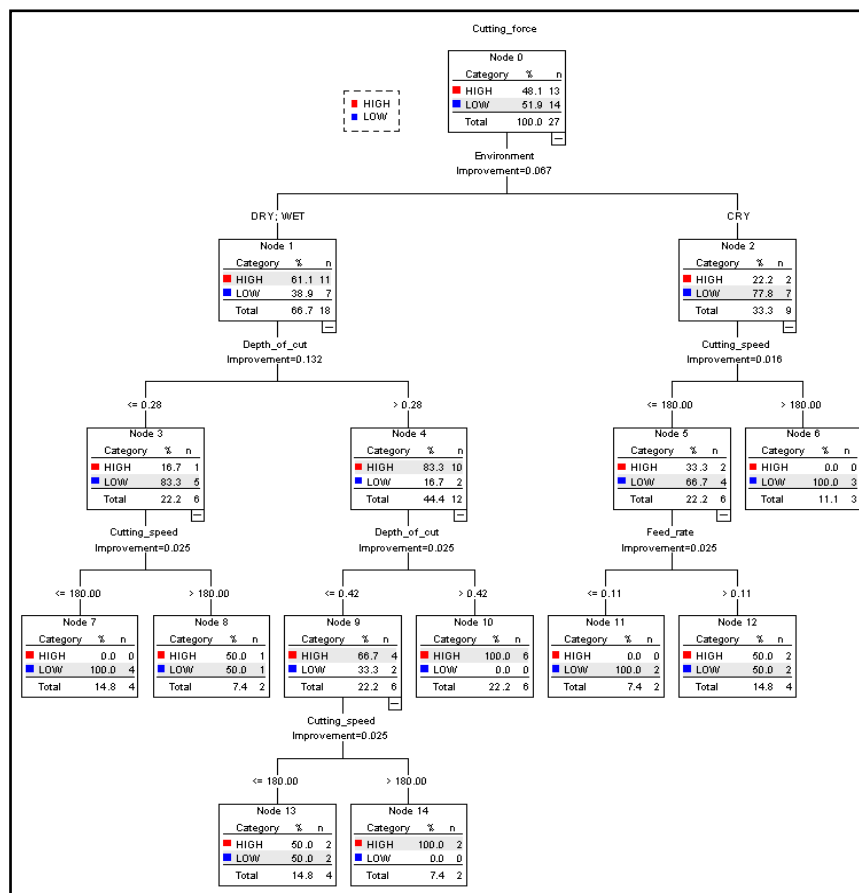 Cutting_force
Node 0
Category % n
HIGH 48.1 13
LOW 51.9 14
Total 100.0 27
HIGH
LOW
Environment
Improvement=0.067
DRY; WET
CRY
Node 1
Category % n
HIGH 61.1 11
LOW 38.9 7
Total 66.7 18
Node 2
Category % n
HIGH 22.2 2
LOW 77.8 7
Total 33.3 9
Depth_of_cut
Improvement=0.132
Cutting_speed
Improvement=0.016
<= 0.28
> 0.28
<= 180.00
> 180.00
Node 3
Category % n
HIGH 16.7 1
LOW 83.3 5
Total 22.2 6
Node 4
Category % n
HIGH 83.3 10
LOW 16.7 2
Total 44.4 12
Node 5
Category % n
HIGH 33.3 2
LOW 66.7 4
Total 22.2 6
Node 6
Category % n
HIGH 0.0 0
LOW 100.0 3
Total 11.1 3
Cutting_speed
Improvement=0.025
Depth_of_cut
Improvement=0.025
Feed_rate
Improvement=0.025
<= 180.00
> 180.00
<= 0.42
> 0.42
<= 0.11
> 0.11
Node 7
Category % n
HIGH 0.0 0
LOW 100.0 4
Total 14.8 4
Node 8
Category % n
HIGH 50.0 1
LOW 50.0 1
Total 7.4 2
Node 9
Category % n
HIGH 66.7 4
LOW 33.3 2
Total 22.2 6
Node 10
Category % n
HIGH 100.0 6
LOW 0.0 0
Total 22.2 6
Node 11
Category % n
HIGH 0.0 0
LOW 100.0 2
Total 7.4 2
Node 12
Category % n
HIGH 50.0 2
LOW 50.0 2
Total 14.8 4
Cutting_speed
Improvement=0.025
<= 180.00
> 180.00
Node 13
Category % n
HIGH 50.0 2
LOW 50.0 2
Total 14.8 4
Node 14
Category % n
HIGH 100.0 2
LOW 0.0 0
Total 7.4 2